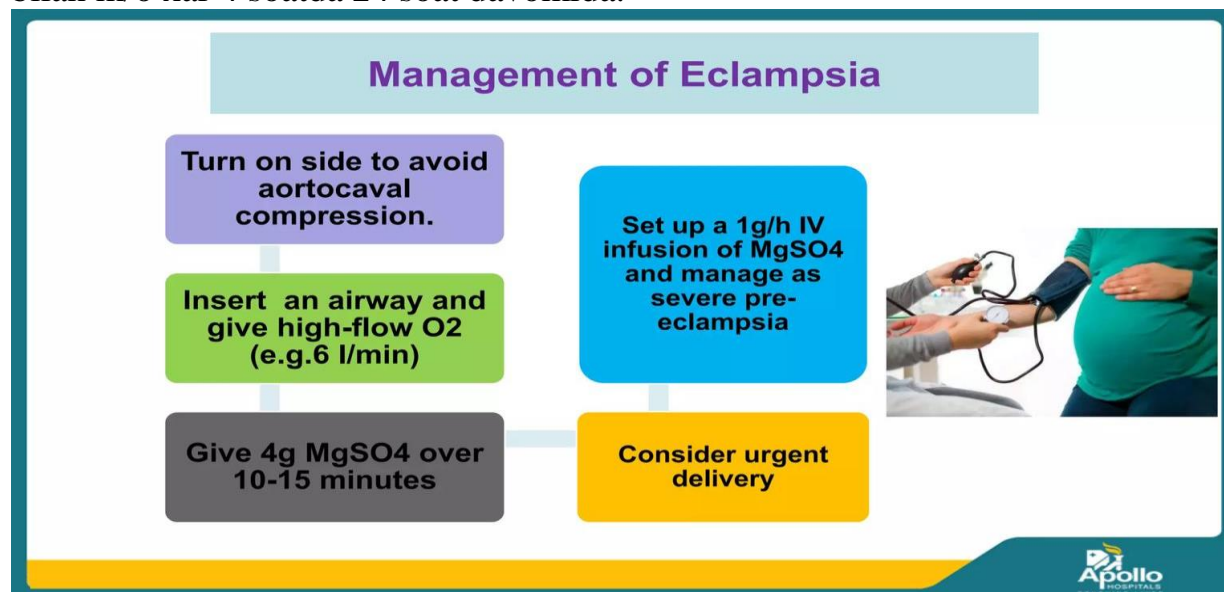 Management of Eclampsia
Turn on side to avoid
aortocaval
compression.
Insert an airway and
give high-flow O2
(e.g.6 l/min)
Give 4g MgSO4 over
10-15 minutes
Consider urgent
delivery
Set up a 1g/h IV
infusion of MgSO4
and manage as
severe pre-
eclampsia
Apollo
HOSPITALS